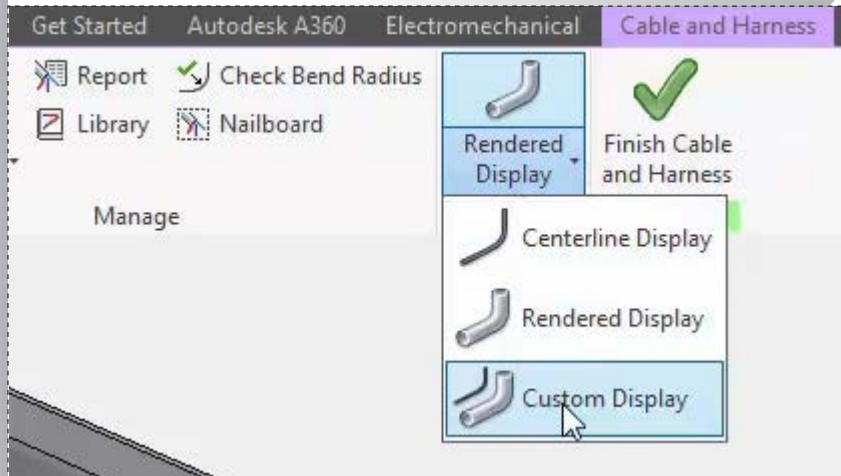 Get Started Autodesk A360 Electromechanical Cable and Harness
Report Check Bend Radius
Library Nailboard
Rendered
Display
Finish Cable
and Harness
Manage
Centerline Display
Rendered Display
Custom Display